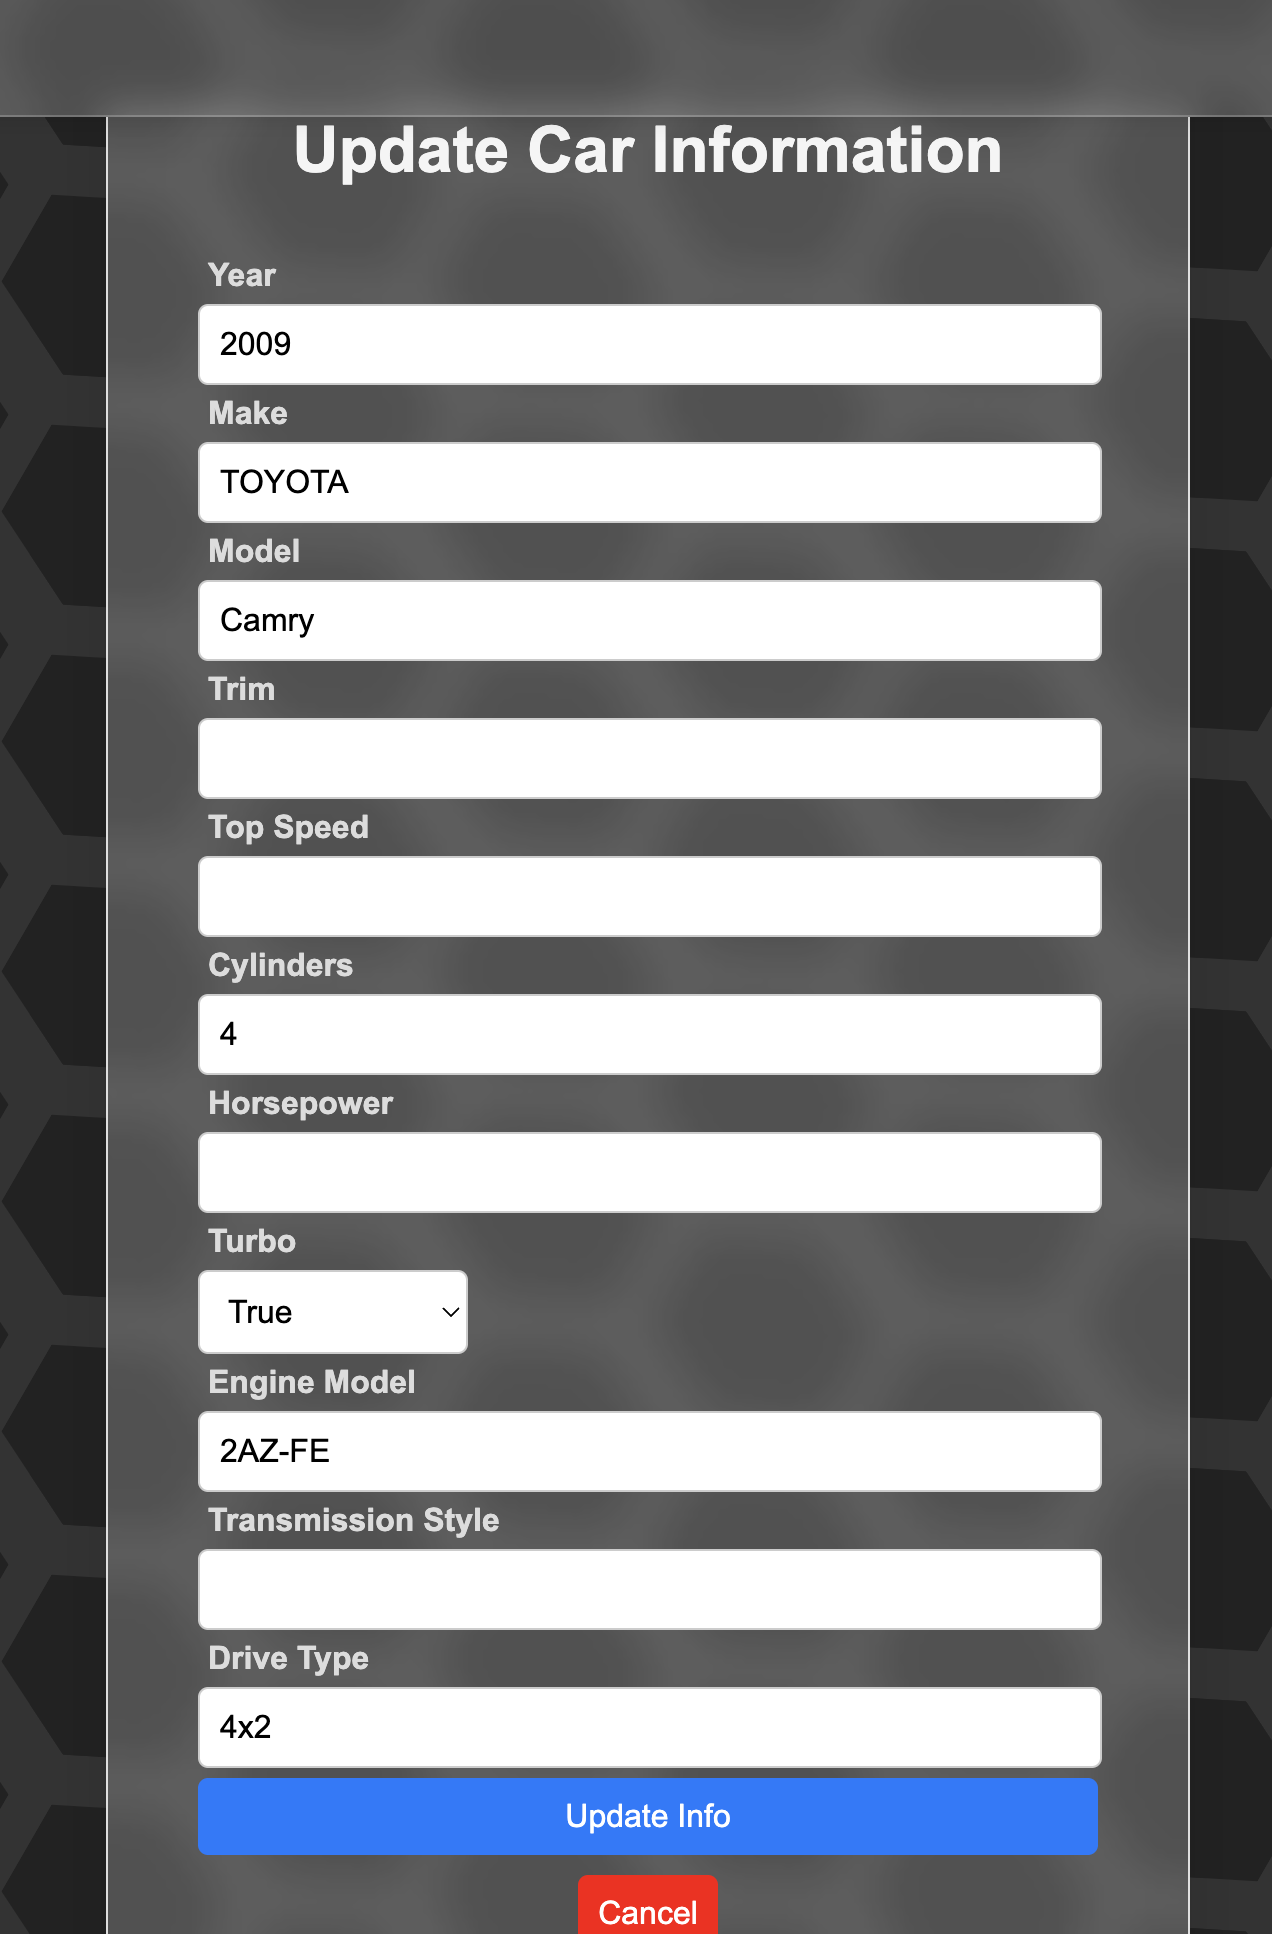 Update Car Information
Year
2009
Make
TOYOTA
Model
Camry
Trim
Top Speed
Cylinders
4
Horsepower
Turbo
True
Engine Model
2AZ-FE
Transmission Style
Drive Type
4x2
Update Info
Cancel